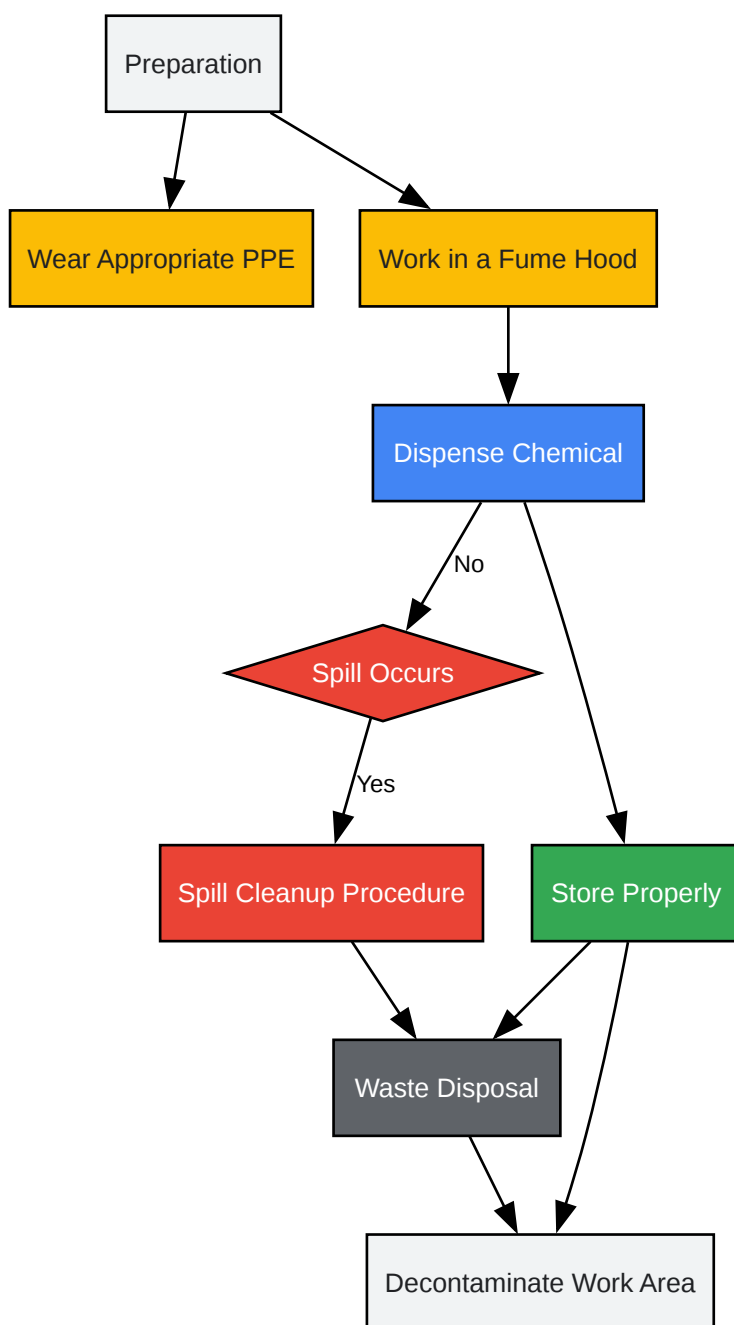 Preparation
Wear Appropriate PPE
Work in a Fume Hood
Dispense Chemical
No
Spill Occurs
Yes
Spill Cleanup Procedure
Store Properly
Waste Disposal
Decontaminate Work Area